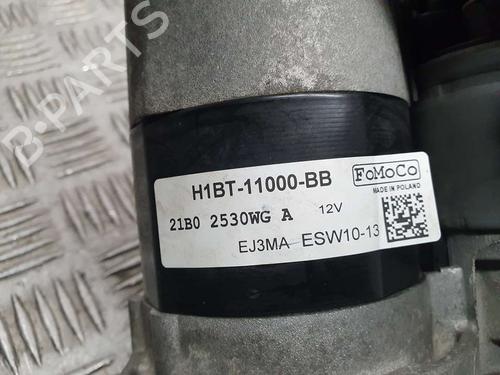 B-PARTS
H1BT-11000-BB
FoMoCo
MADE IN POLAND
21B0 2530WG A 12V
EJ3MA ESW10-13